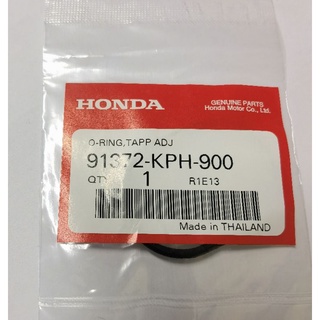 HONDA
GENUINE PARTS
Honda Motor Co., Ltd.
O-RING,TAPP ADJ
91372-KPH-900
QTY 1 R1E13
Made in THAILAND